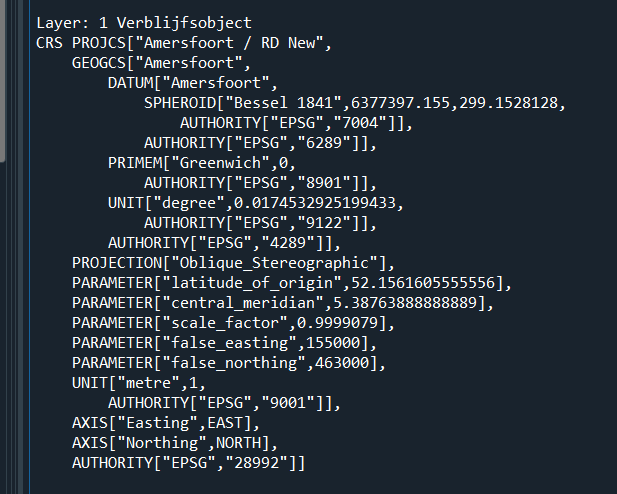 Layer: 1 Verblijfsobject
CRS PROJCS["Amersfoort / RD New",
    GEOGCS["Amersfoort",
        DATUM["Amersfoort",
            SPHEROID["Bessel 1841",6377397.155,299.1528128,
                AUTHORITY["EPSG","7004"]],
            AUTHORITY["EPSG","6289"]],
        PRIMEM["Greenwich",0,
            AUTHORITY["EPSG","8901"]],
        UNIT["degree",0.0174532925199433,
            AUTHORITY["EPSG","9122"]],
        AUTHORITY["EPSG","4289"]],
    PROJECTION["Oblique_Stereographic"],
    PARAMETER["latitude_of_origin",52.1561605555556],
    PARAMETER["central_meridian",5.38763888888889],
    PARAMETER["scale_factor",0.9999079],
    PARAMETER["false_easting",155000],
    PARAMETER["false_northing",463000],
    UNIT["metre",1,
        AUTHORITY["EPSG","9001"]],
    AXIS["Easting",EAST],
    AXIS["Northing",NORTH],
    AUTHORITY["EPSG","28992"]]